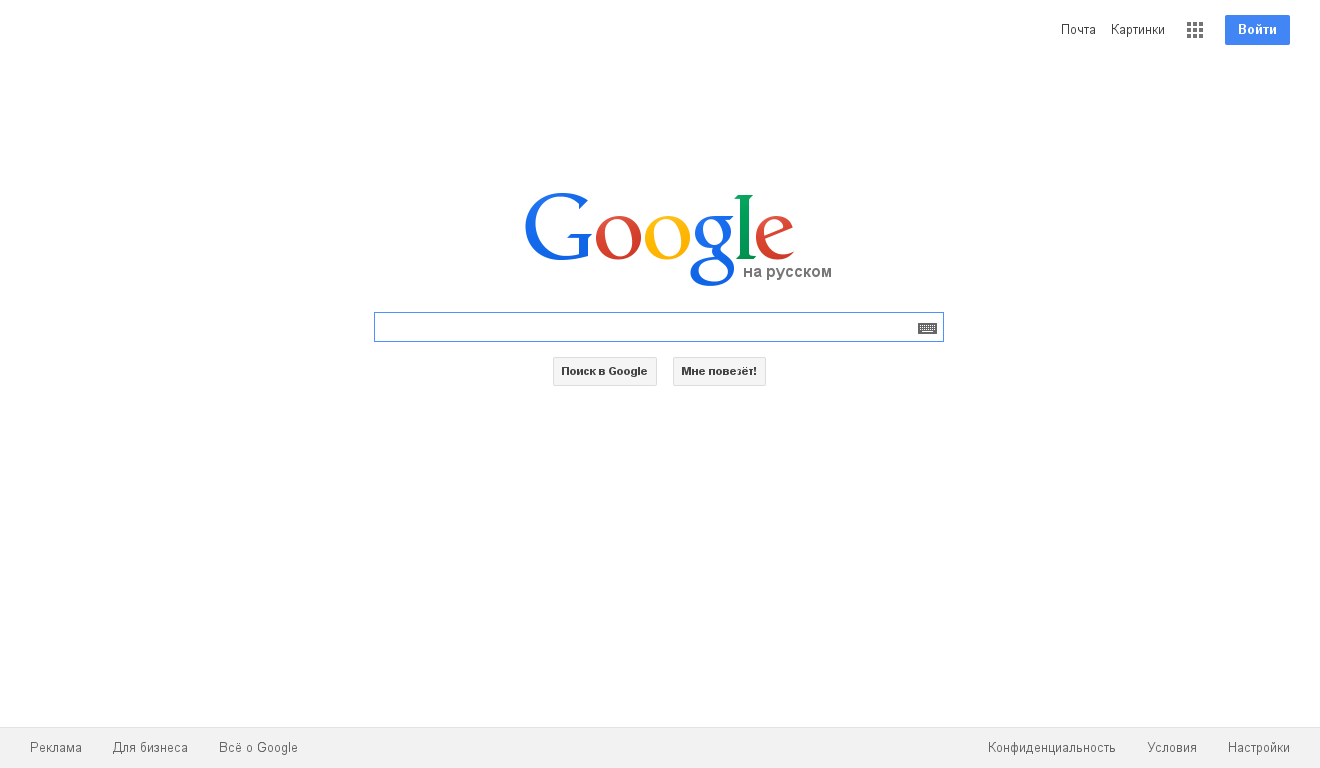 Почта Картинки Войти
Google
на русском
Поиск в Google Мне повезёт!
Реклама Для бизнеса Всё о Google Конфиденциальность Условия Настройки